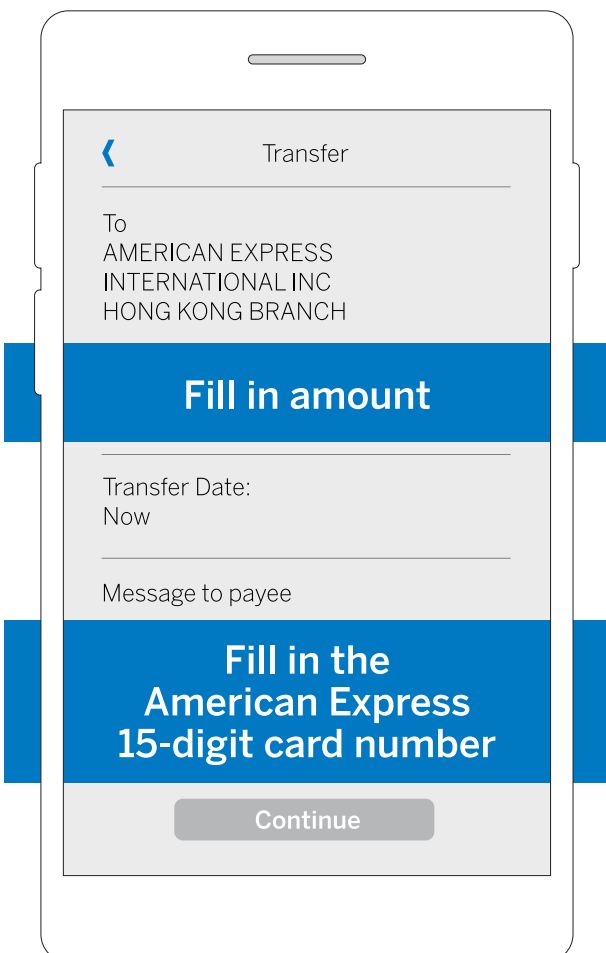 Transfer
To
AMERICAN EXPRESS
INTERNATIONAL INC
HONG KONG BRANCH
Fill in amount
Transfer Date:
Now
Message to payee
Fill in the
American Express
15-digit card number
Continue